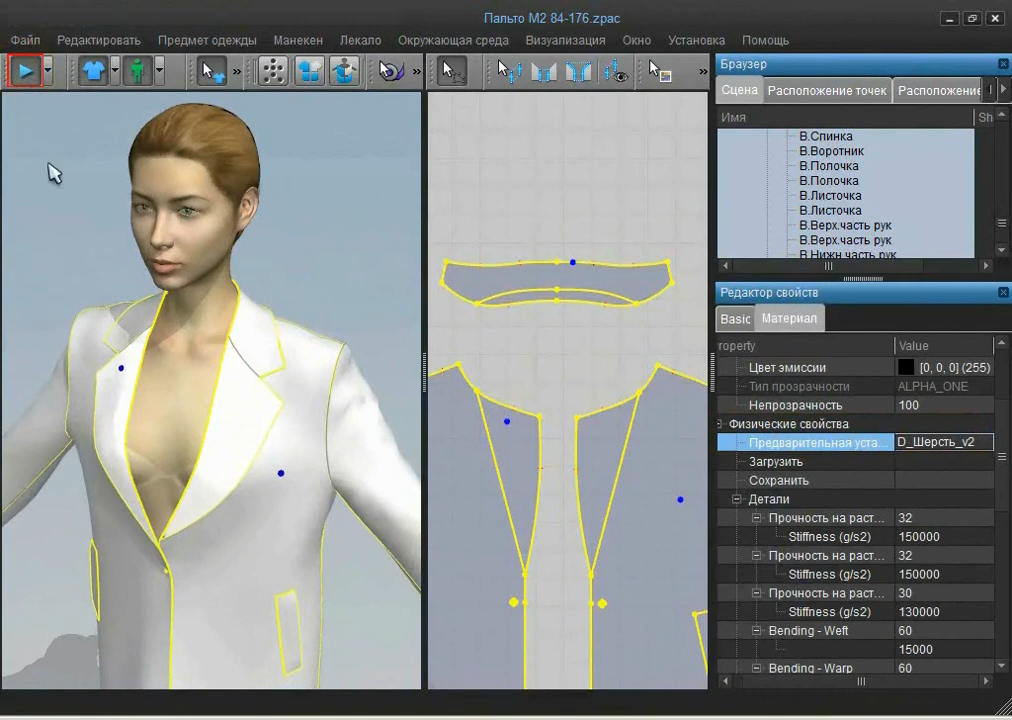 Пальто М2 84-176.zpac
Файл Редактировать Предмет одежды Манекен Лекало Окружающая среда Визуализация Окно Установка Помощь
Браузер
Сцена Расположение точек Расположение
Имя Sh
В.Спинка
В.Воротник
В.Полочка
В.Полочка
В.Листочка
В.Листочка
В.Верх.часть рук
В.Верх.часть рук
В.Нижн часть рук
Редактор свойств
Basic Материал
roperty Value
Цвет эмиссии [0, 0, 0] (255)
Тип прозрачности ALPHA_ONE
Непрозрачность 100
Физические свойства
Предварительная уста... D_Шерсть_v2
Загрузить
Сохранить
Детали
Прочность на раст... 32
Stiffness (g/s2) 150000
Прочность на раст... 32
Stiffness (g/s2) 150000
Прочность на раст... 30
Stiffness (g/s2) 130000
Bending - Weft 60
15000
Bending - Warp 60